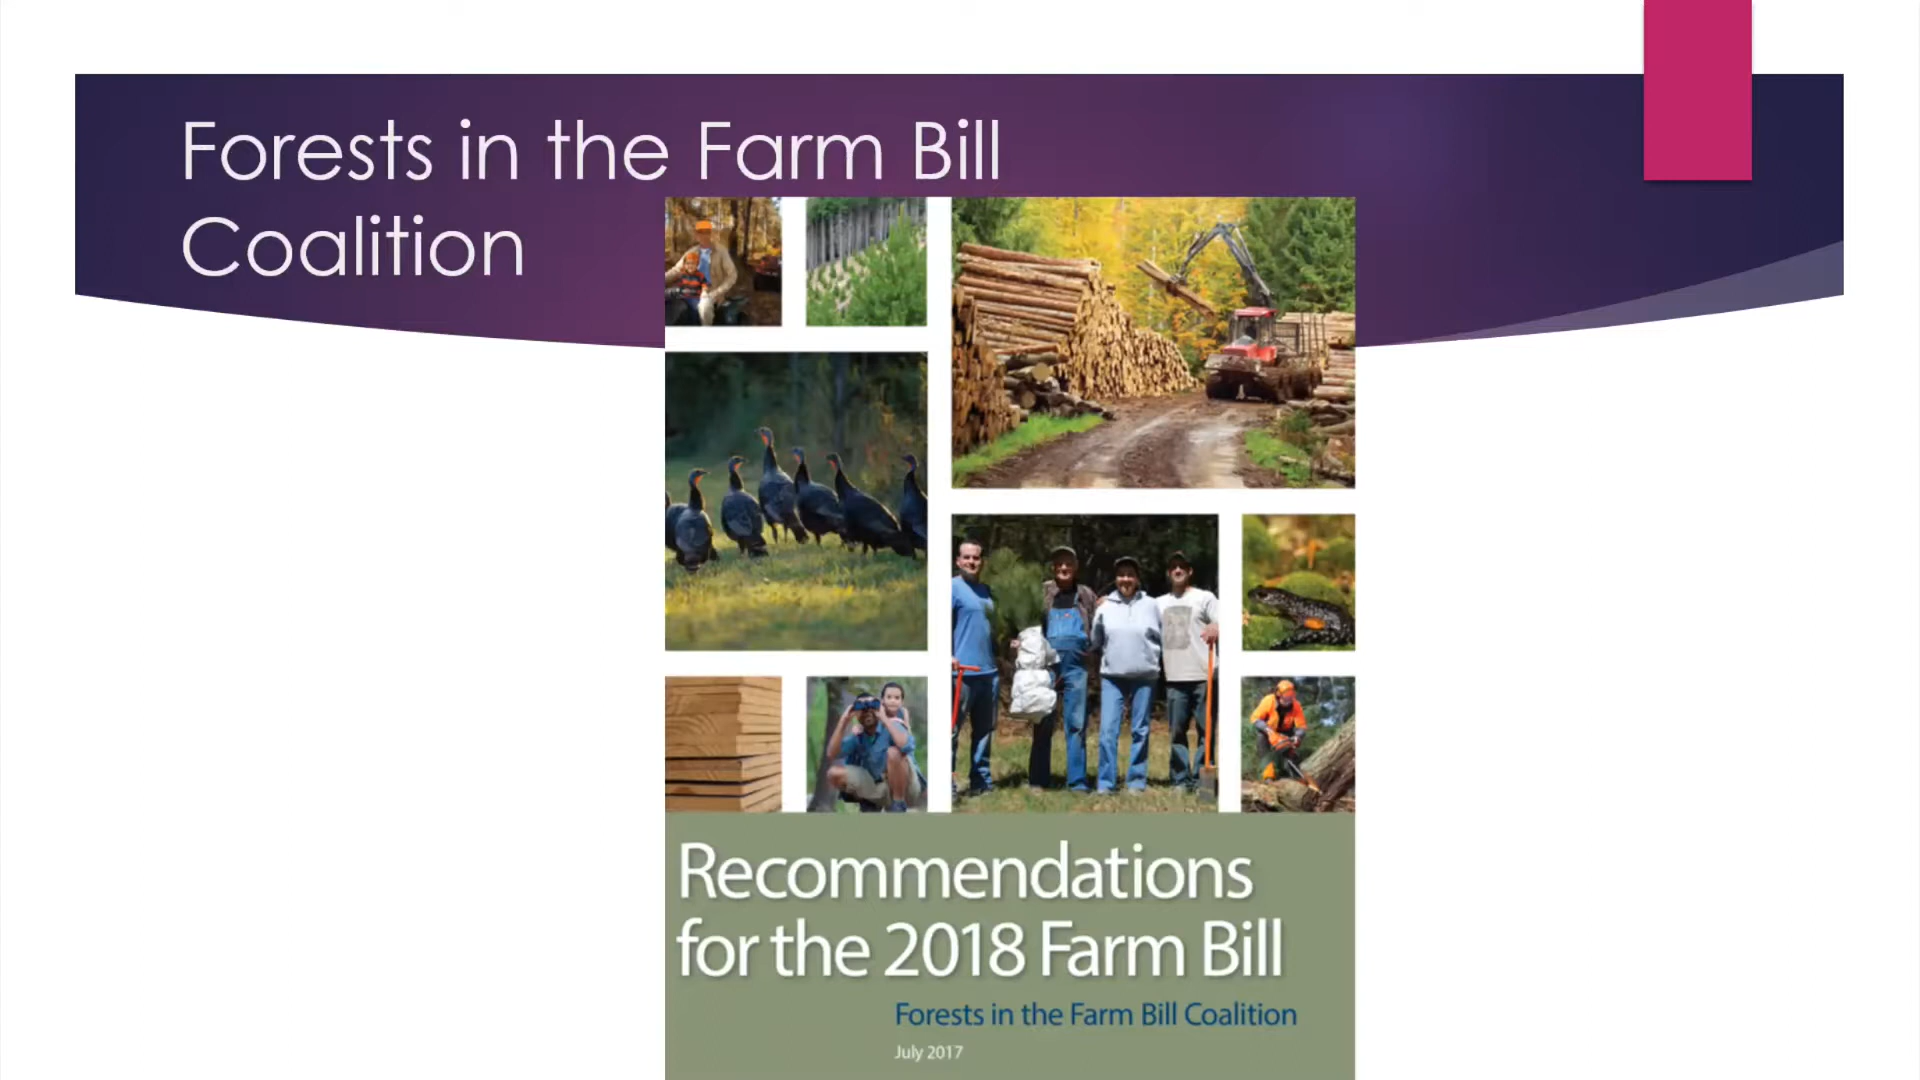 Forests in the Farm Bill
Coalition
Recommendations
for the 2018 Farm Bill
Forests in the Farm Bill Coalition
July 2017